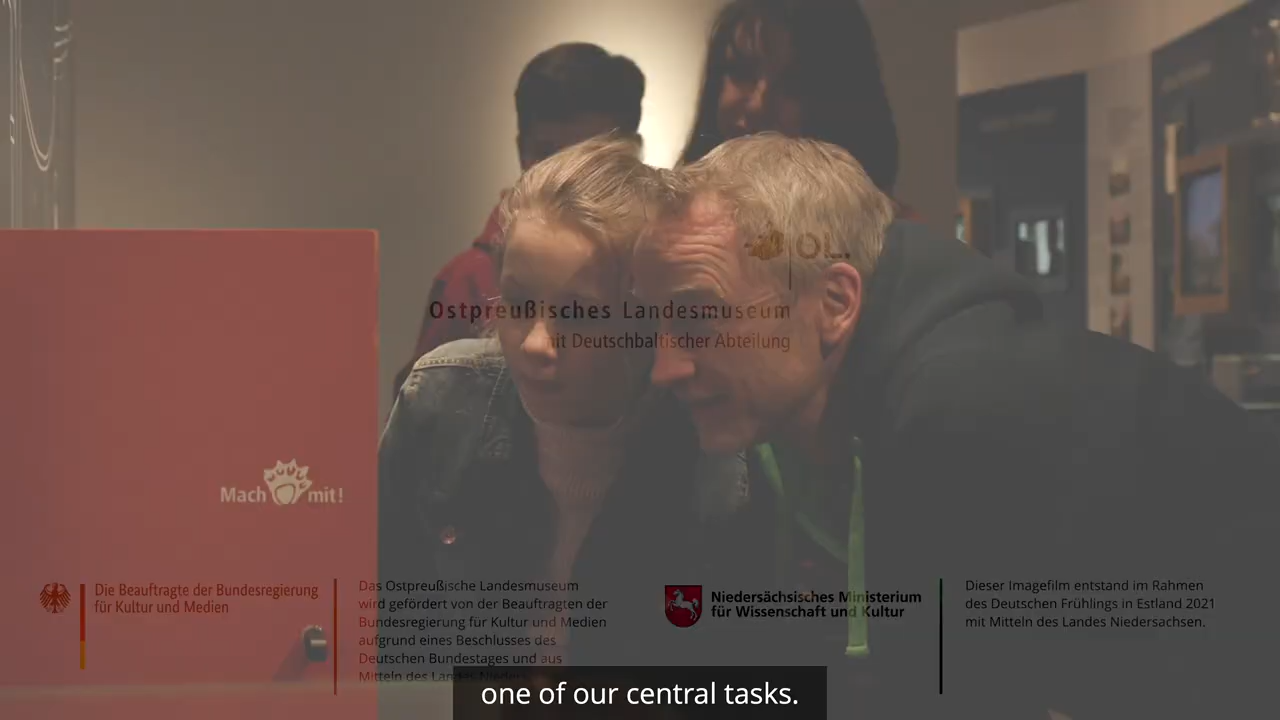 OL.
Ostpreußisches Landesmuseum
mit Deutschbaltischer Abteilung
Mach mit!
Die Beauftragte der Bundesregierung
für Kultur und Medien
Das Ostpreußische Landesmuseum
wird gefördert von der Beauftragten der
Bundesregierung für Kultur und Medien
aufgrund eines Beschlusses des
Deutschen Bundestages und aus
Mitteln des Landes
Niedersächsisches Ministerium
für Wissenschaft und Kultur
Dieser Imagefilm entstand im Rahmen
des Deutschen Frühlings in Estland 2021
mit Mitteln des Landes Niedersachsen.
one of our central tasks.